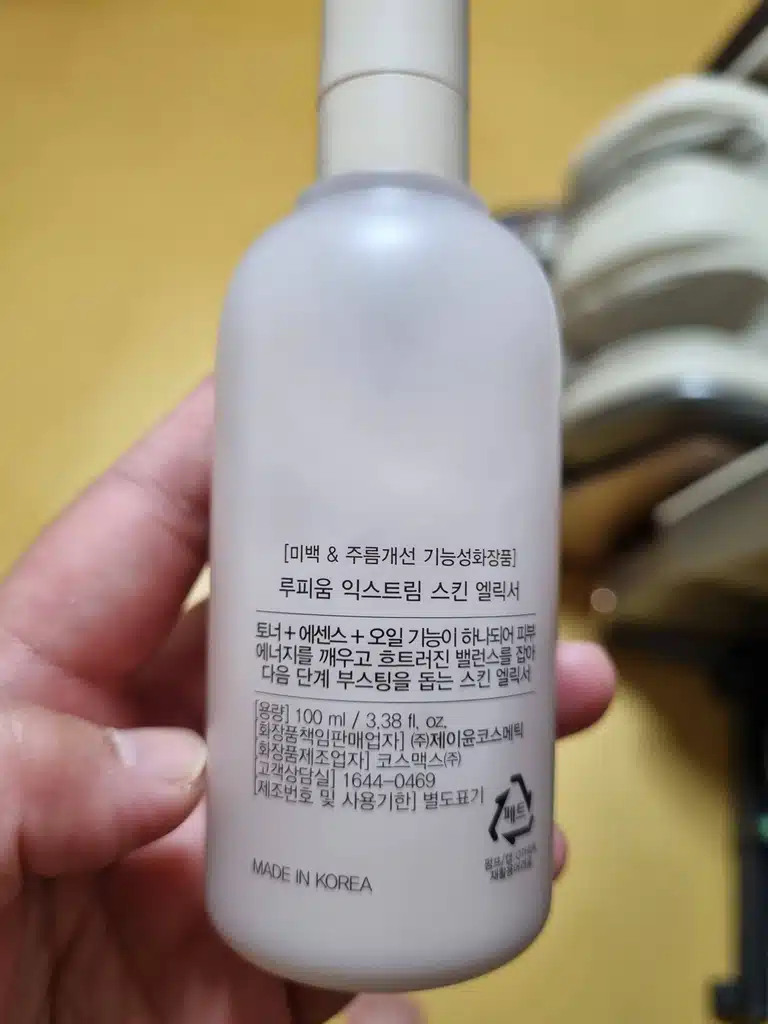 [미백 & 주름개선 기능성화장품]
루피움 익스트림 스킨 엘릭서
토너 + 에센스 + 오일 기능이 하나되어 피부
에너지를 깨우고 흐트러진 밸런스를 잡아
다음 단계 부스팅을 돕는 스킨 엘릭서
[용량] 100 ml / 3.38 fl. oz.
[화장품책임판매업자] ㈜제이윤코스메틱
[화장품제조업자] 코스맥스㈜
[고객상담실] 1644-0469
[제조번호 및 사용기한] 별도표기
페트
MADE IN KOREA